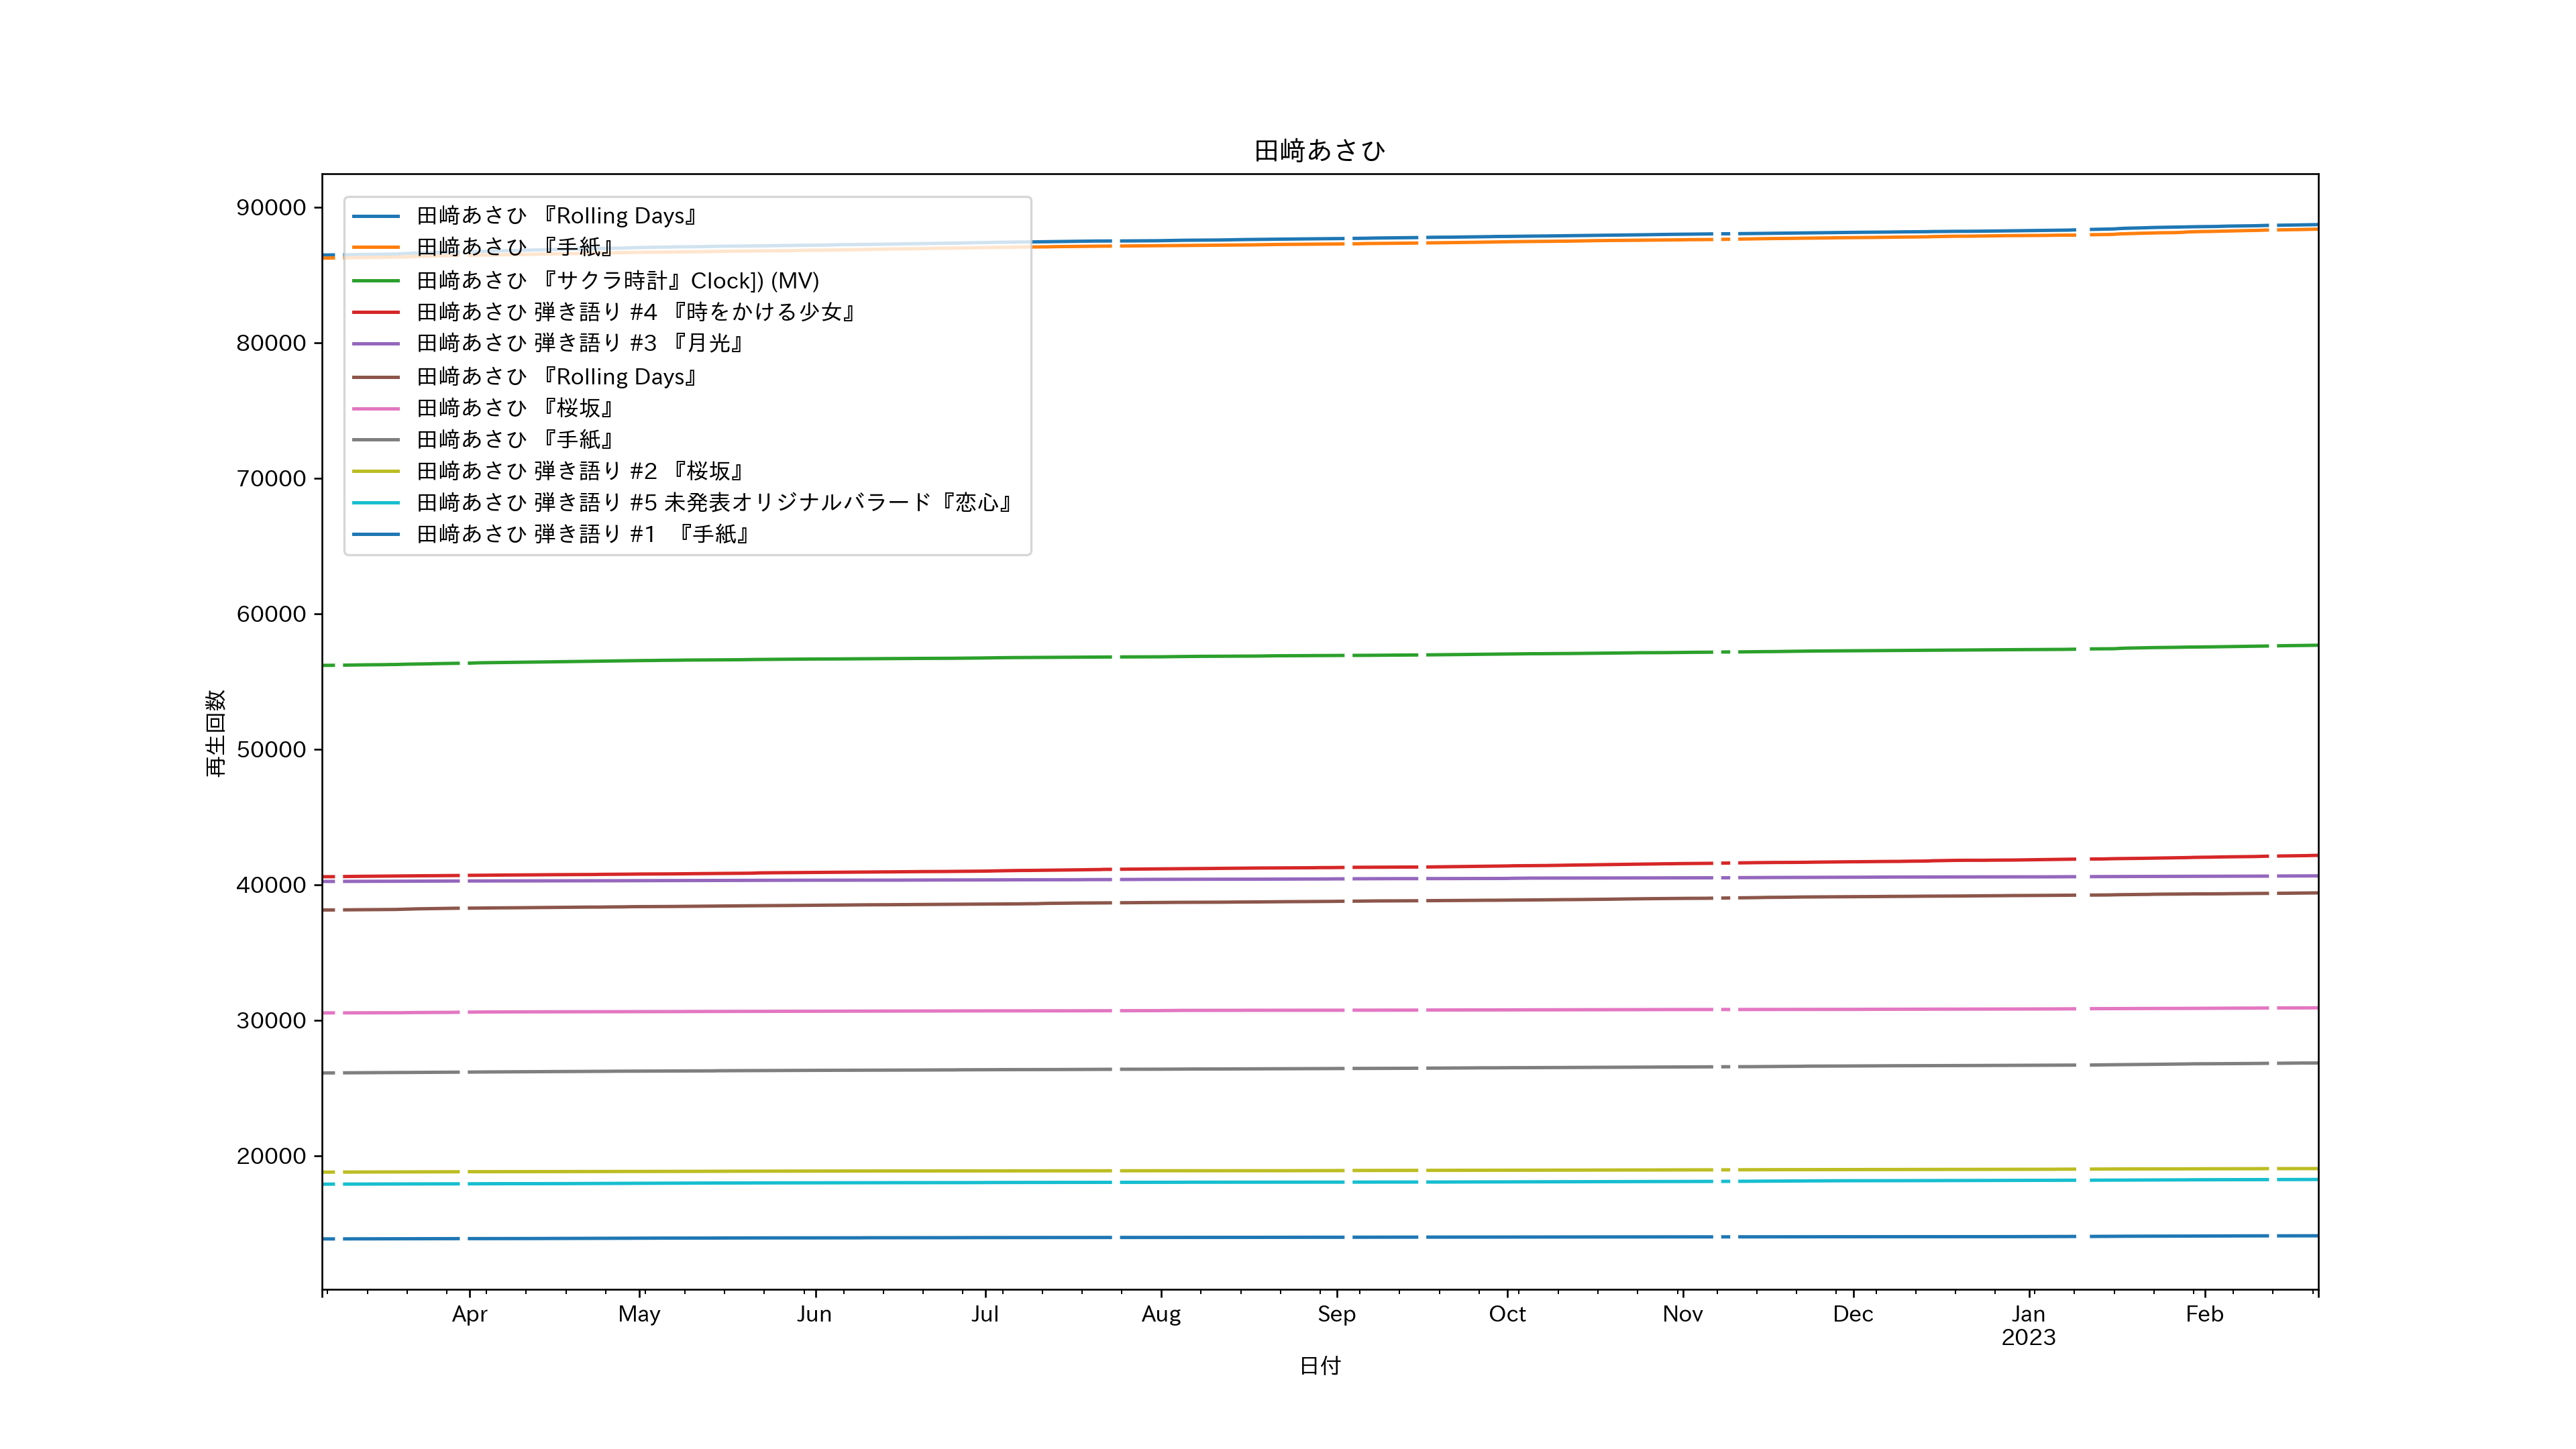 田﨑あさひ
90000
80000
70000
60000
50000
40000
30000
20000
再生回数
田﨑あさひ 『Rolling Days』
田﨑あさひ 『手紙』
田﨑あさひ 『サクラ時計』Clock]) (MV)
田﨑あさひ 弾き語り #4 『時をかける少女』
田﨑あさひ 弾き語り #3 『月光』
田﨑あさひ 『Rolling Days』
田﨑あさひ 『桜坂』
田﨑あさひ 『手紙』
田﨑あさひ 弾き語り #2 『桜坂』
田﨑あさひ 弾き語り #5 未発表オリジナルバラード『恋心』
田﨑あさひ 弾き語り #1 『手紙』
Apr May Jun Jul Aug Sep Oct Nov Dec Jan Feb
2023
日付